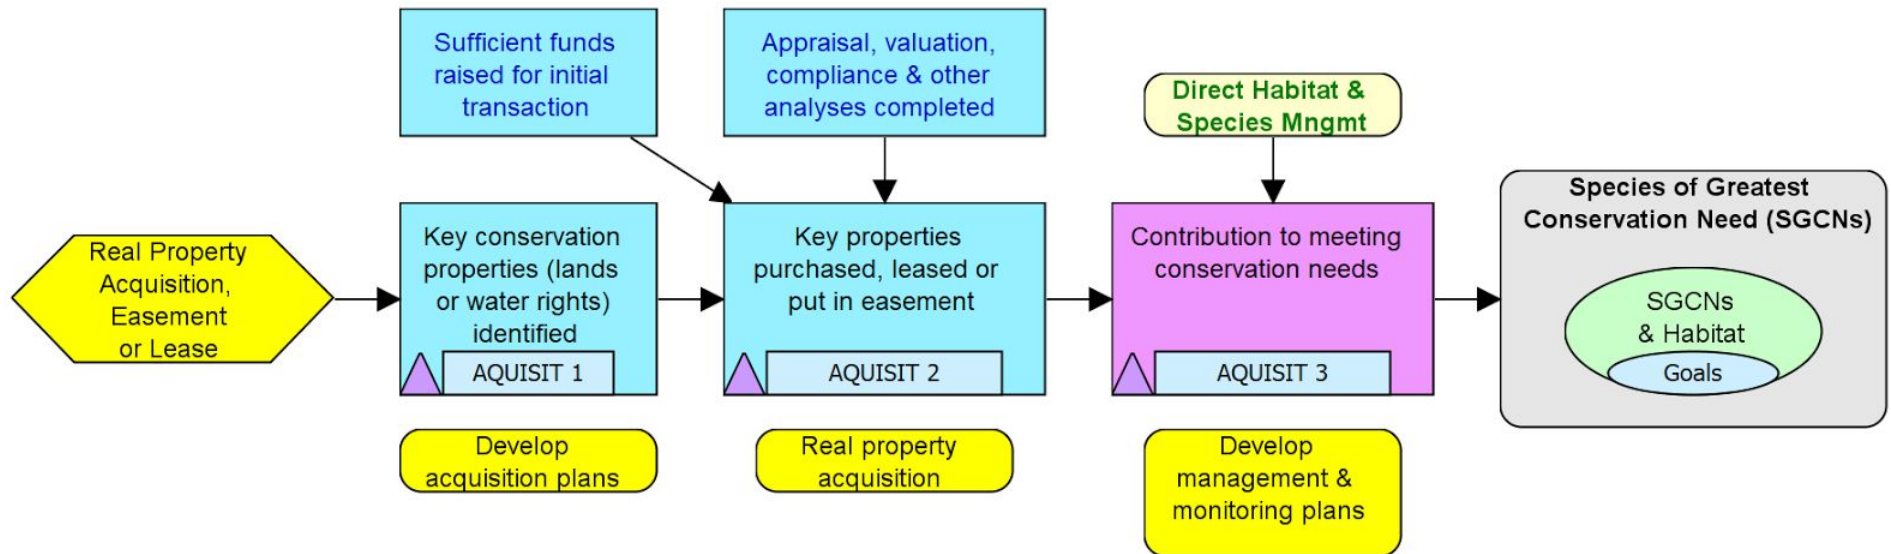 Sufficient funds
raised for initial
transaction
Appraisal, valuation,
compliance & other
analyses completed
Direct Habitat &
Species Mngmt
Real Property
Acquisition,
Easement
or Lease
Key conservation
properties (lands
or water rights)
identified
AQUISIT 1
Key properties
purchased, leased or
put in easement
AQUISIT 2
Contribution to meeting
conservation needs
AQUISIT 3
Species of Greatest
Conservation Need (SGCNs)
SGCNs
& Habitat
Goals
Develop
acquisition plans
Real property
acquisition
Develop
management &
monitoring plans